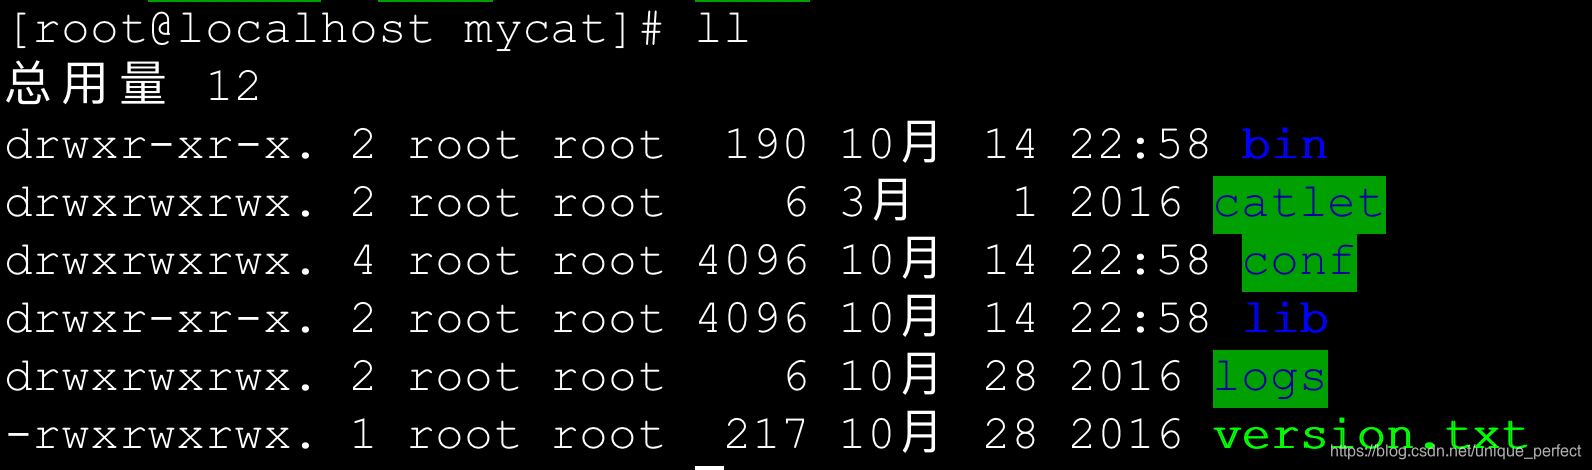 [root@localhost mycat]# ll
总用量 12
drwxr-xr-x. 2 root root  190 10月 14 22:58 bin
drwxrwxrwx. 2 root root    6 3月   1 2016 catlet
drwxrwxrwx. 4 root root 4096 10月 14 22:58 conf
drwxr-xr-x. 2 root root 4096 10月 14 22:58 lib
drwxrwxrwx. 2 root root    6 10月 28 2016 logs
-rwxrwxrwx. 1 root root  217 10月 28 2016 version.txt
https://blog.csdn.net/unique_perfect